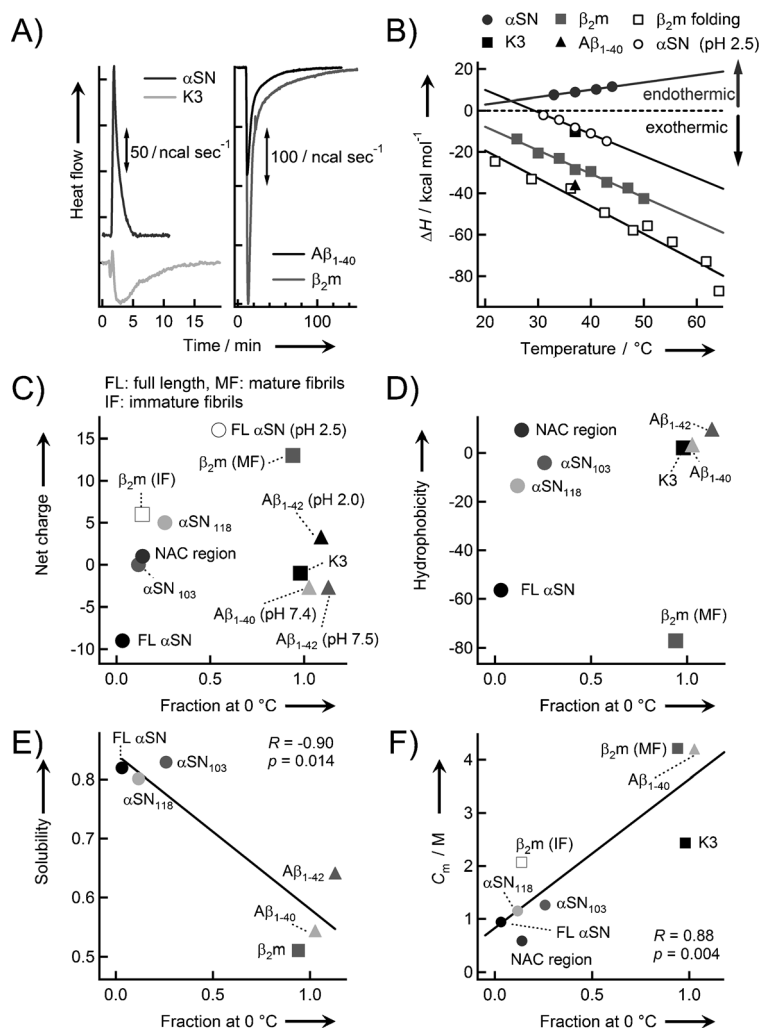 A)
αSN
K3
50 / ncal sec⁻¹
100 / ncal sec⁻¹
Heat flow
Aβ₁₋₄₀
β₂m
0
5
10
15
0
100
Time / min
B)
αSN
β₂m
β₂m folding
K3
Aβ₁₋₄₀
αSN (pH 2.5)
20
0
-20
-40
-60
-80
endothermic
exothermic
ΔH / kcal mol⁻¹
20
30
40
50
60
Temperature / °C
C)
FL: full length, MF: mature fibrils
IF: immature fibrils
15
10
5
0
-5
-10
Net charge
FL αSN (pH 2.5)
β₂m (MF)
β₂m (IF)
αSN₁₁₈
Aβ₁₋₄₂ (pH 2.0)
NAC region
K3
αSN₁₀₃
Aβ₁₋₄₀ (pH 7.4)
Aβ₁₋₄₂ (pH 7.5)
FL αSN
0.0
0.5
1.0
Fraction at 0 °C
D)
0
-20
-40
-60
-80
Hydrophobicity
Aβ₁₋₄₂
NAC region
αSN₁₀₃
K3
Aβ₁₋₄₀
αSN₁₁₈
FL αSN
β₂m (MF)
0.0
0.5
1.0
Fraction at 0 °C
E)
FL αSN
αSN₁₀₃
αSN₁₁₈
R = -0.90
p = 0.014
0.8
0.7
0.6
0.5
Solubility
Aβ₁₋₄₂
Aβ₁₋₄₀
β₂m
0.0
0.5
1.0
Fraction at 0 °C
F)
β₂m (MF)
Aβ₁₋₄₀
4
3
2
1
0
Cₘ / M
β₂m (IF)
K3
αSN₁₁₈
αSN₁₀₃
FL αSN
NAC region
R = 0.88
p = 0.004
0.0
0.5
1.0
Fraction at 0 °C